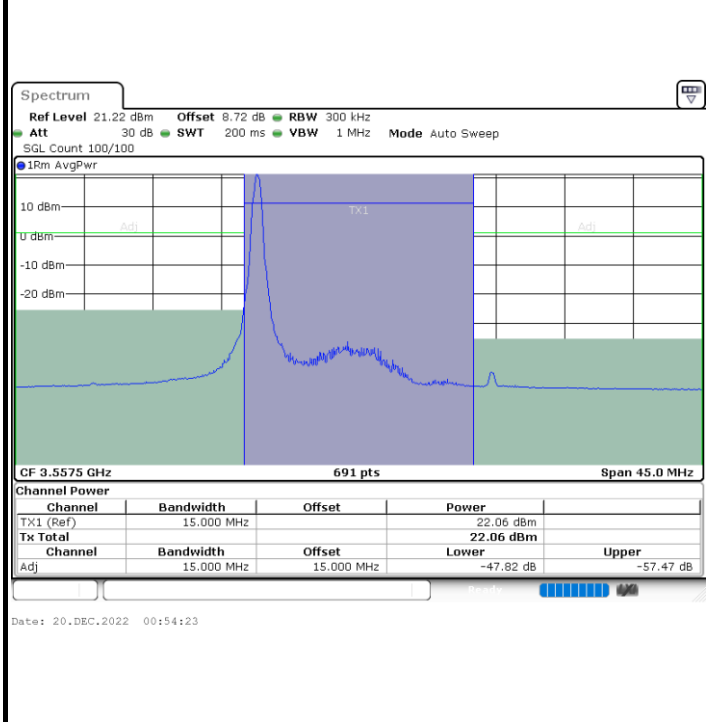 Spectrum
Ref Level 21.22 dBm Offset 8.72 dB RBW 300 kHz
Att 30 dB SWT 200 ms VBW 1 MHz Mode Auto Sweep
SGL Count 100/100
1Rm AvgPwr
10 dBm
TX1
Adj Adj
0 dBm
-10 dBm
-20 dBm
CF 3.5575 GHz 691 pts Span 45.0 MHz
Channel Power
Channel Bandwidth Offset Power
TX1 (Ref) 15.000 MHz 22.06 dBm
Tx Total 22.06 dBm
Channel Bandwidth Offset Lower Upper
Adj 15.000 MHz 15.000 MHz -47.82 dB -57.47 dB
Ready
Date: 20.DEC.2022 00:54:23